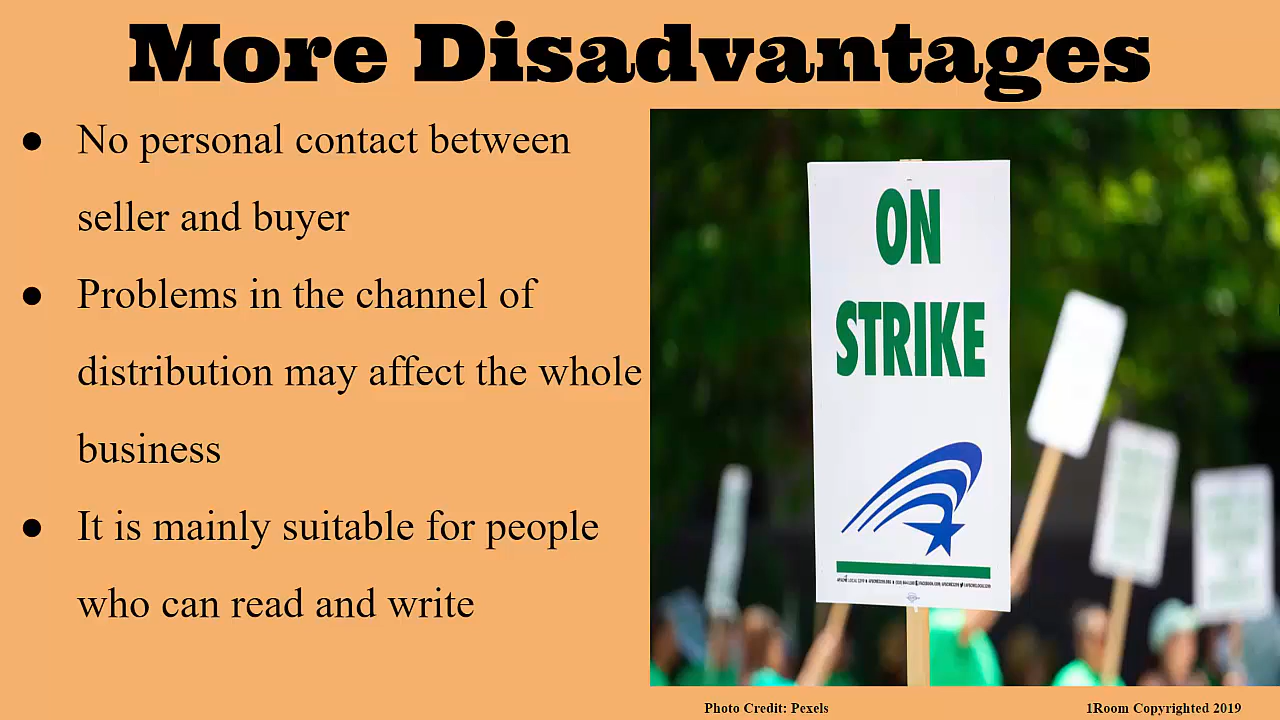 More Disadvantages
● No personal contact between
seller and buyer
● Problems in the channel of
distribution may affect the whole
business
● It is mainly suitable for people
who can read and write
ON
STRIKE
Photo Credit: Pexels
1Room Copyrighted 2019